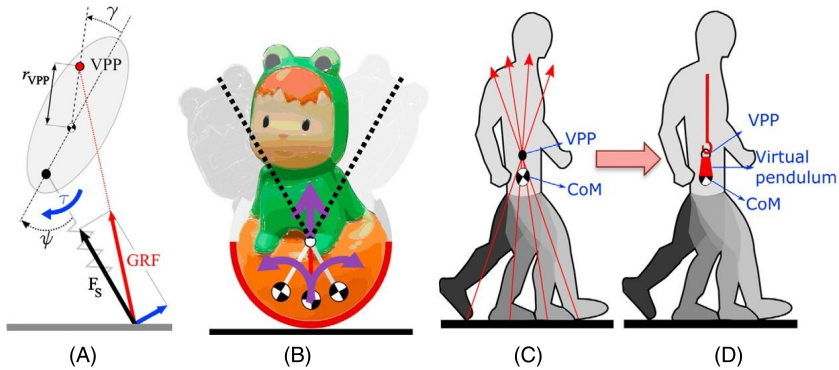 γ
VPP
r_VPP
τ
ψ
F_S
GRF
(A)
(B)
VPP
CoM
(C)
VPP
Virtual
pendulum
CoM
(D)